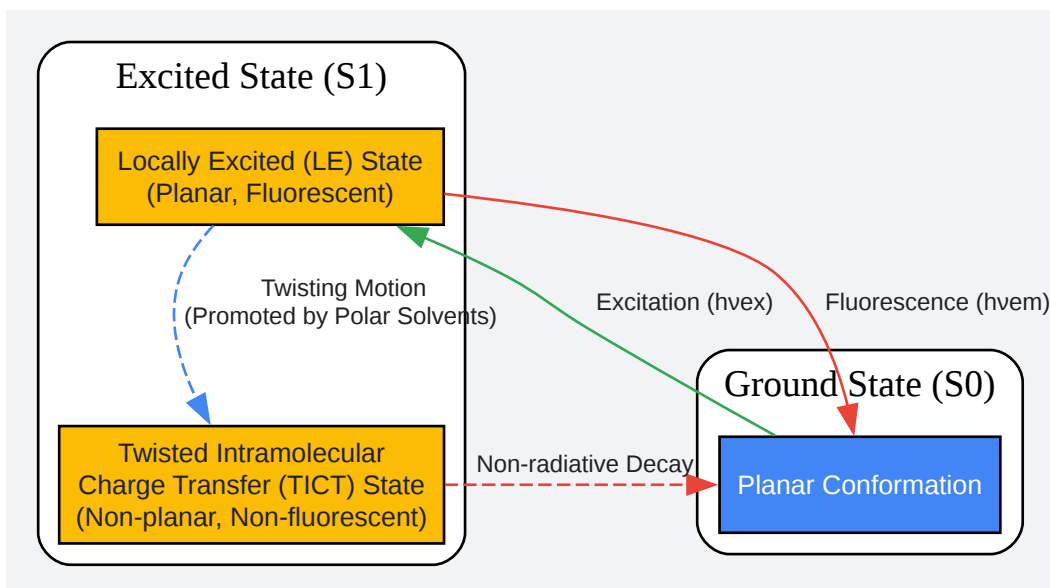 Excited State (S1)
Locally Excited (LE) State
(Planar, Fluorescent)
Twisting Motion
(Promoted by Polar Solvents)
Excitation (hνex)
Fluorescence (hνem)
Ground State (S0)
Twisted Intramolecular
Charge Transfer (TICT) State
(Non-planar, Non-fluorescent)
Non-radiative Decay
Planar Conformation